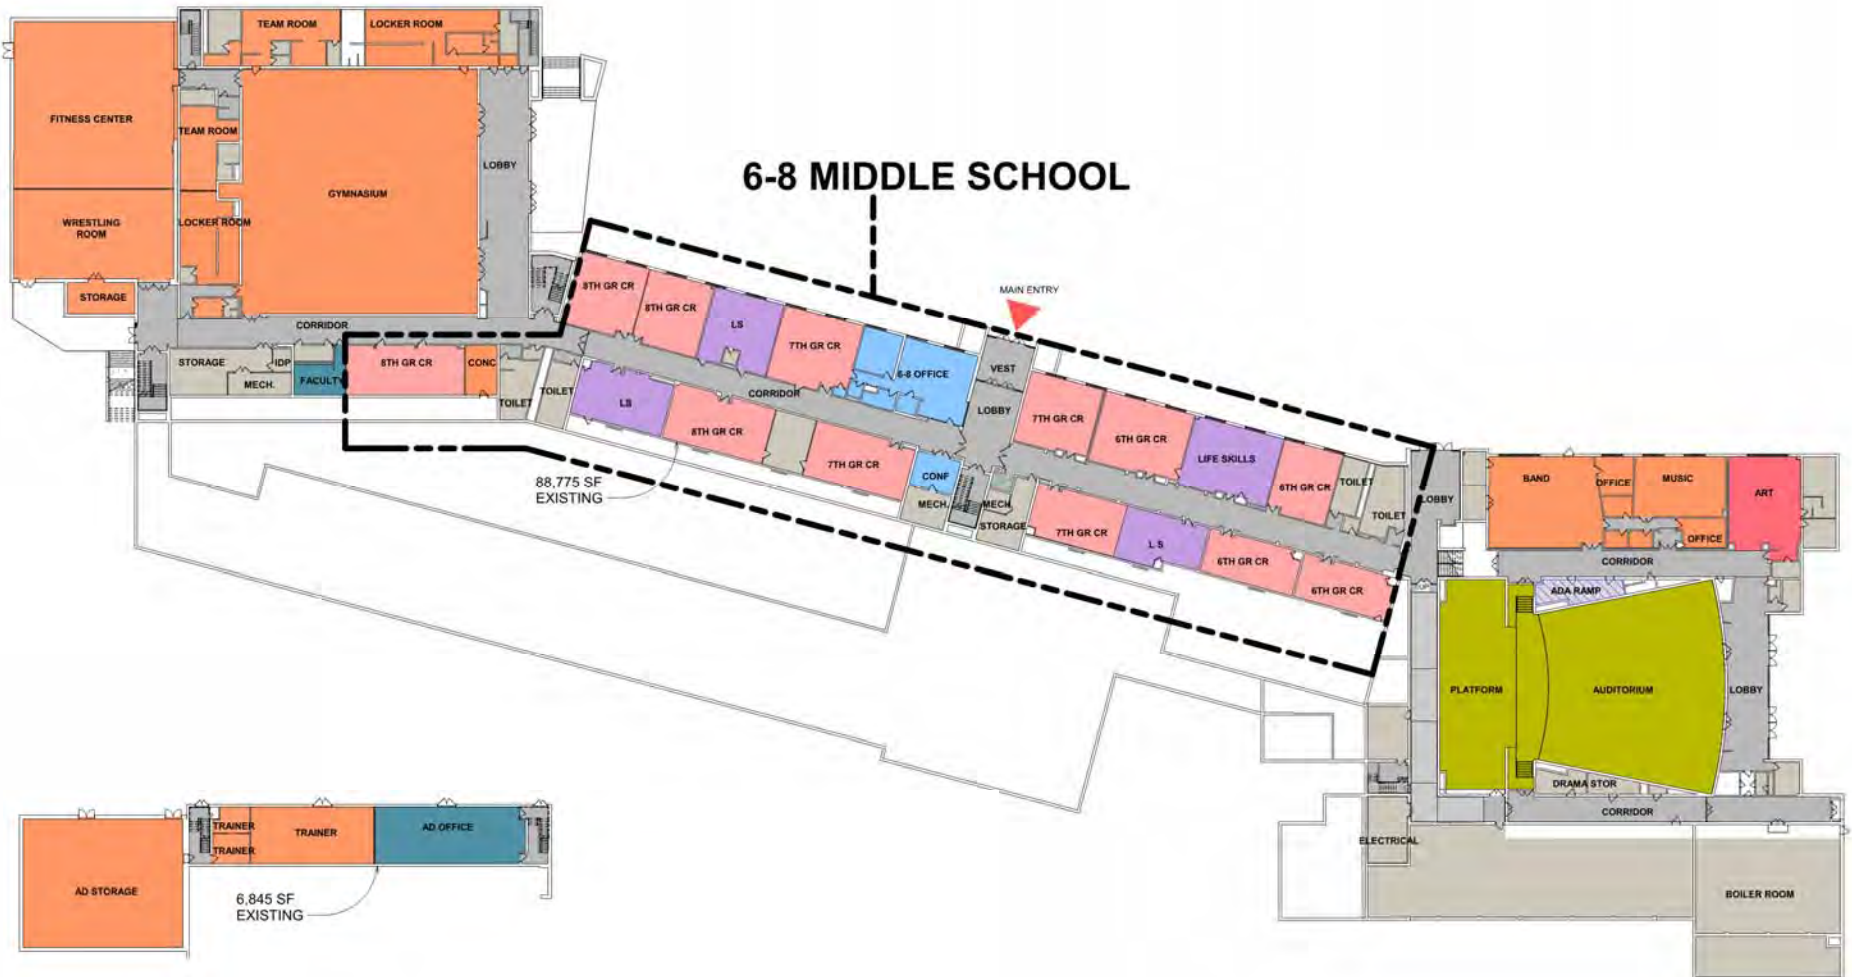 TEAM ROOM
LOCKER ROOM
FITNESS CENTER
TEAM ROOM
LOBBY
GYMNASIUM
6-8 MIDDLE SCHOOL
WRESTLING
ROOM
LOCKER ROOM
STORAGE
MAIN ENTRY
8TH GR CR
8TH GR CR
LS
7TH GR CR
6-8 OFFICE
VEST
CORRIDOR
STORAGE
IDP
MECH.
FACULTY
8TH GR CR
CONC
TOILET
TOILET
LS
CORRIDOR
LOBBY
7TH GR CR
6TH GR CR
LIFE SKILLS
6TH GR CR
TOILET
TOILET
LOBBY
8TH GR CR
7TH GR CR
CONF
MECH.
MECH.
STORAGE
7TH GR CR
L S
6TH GR CR
6TH GR CR
88,775 SF
EXISTING
BAND
OFFICE
MUSIC
ART
OFFICE
CORRIDOR
ADA RAMP
PLATFORM
AUDITORIUM
LOBBY
DRAMA STOR
CORRIDOR
ELECTRICAL
BOILER ROOM
TRAINER
TRAINER
TRAINER
AD OFFICE
AD STORAGE
6,845 SF
EXISTING